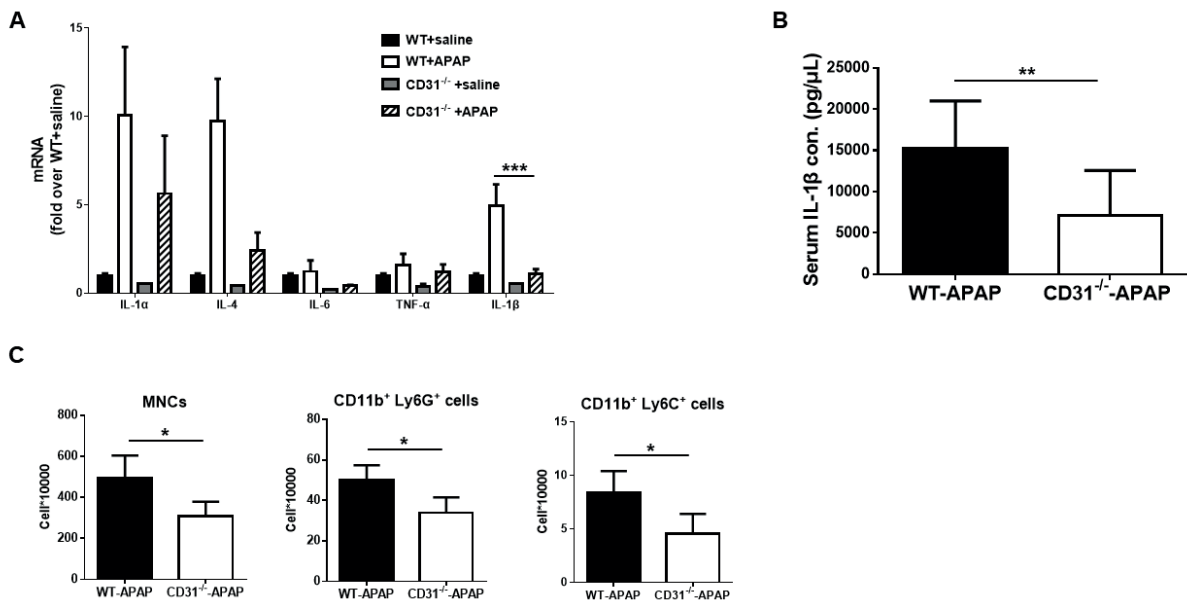 A
mRNA
(fold over WT+saline)
15
10
5
0
WT+saline
WT+APAP
CD31-/- +saline
CD31-/- +APAP
***
IL-1α
IL-4
IL-6
TNF-α
IL-1β
B
Serum IL-1β con. (pg/μL)
25000
20000
15000
10000
5000
0
**
WT-APAP
CD31-/--APAP
C
MNCs
Cell*10000
800
600
400
200
0
*
WT-APAP
CD31-/--APAP
CD11b+ Ly6G+ cells
Cell*10000
80
60
40
20
0
*
WT-APAP
CD31-/--APAP
CD11b+ Ly6C+ cells
Cell*10000
15
10
5
0
*
WT-APAP
CD31-/--APAP